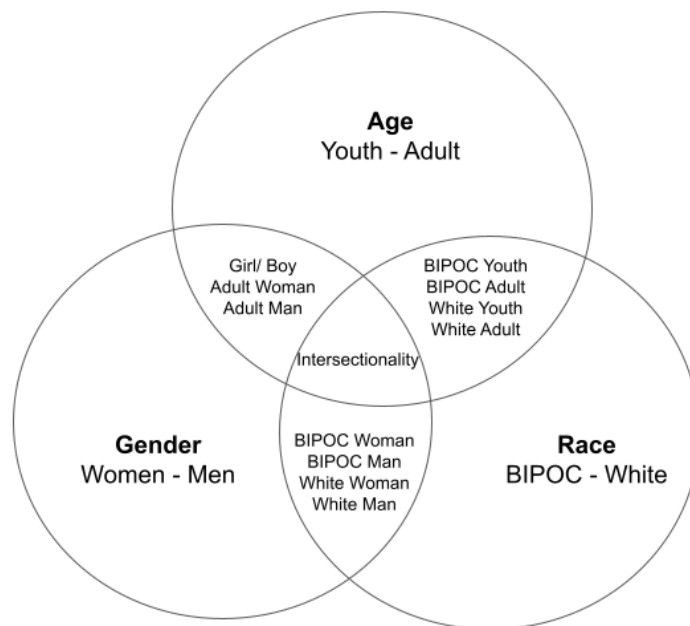 Age
Youth - Adult
Girl/ Boy
Adult Woman
Adult Man
BIPOC Youth
BIPOC Adult
White Youth
White Adult
Intersectionality
Gender
Women - Men
BIPOC Woman
BIPOC Man
White Woman
White Man
Race
BIPOC - White